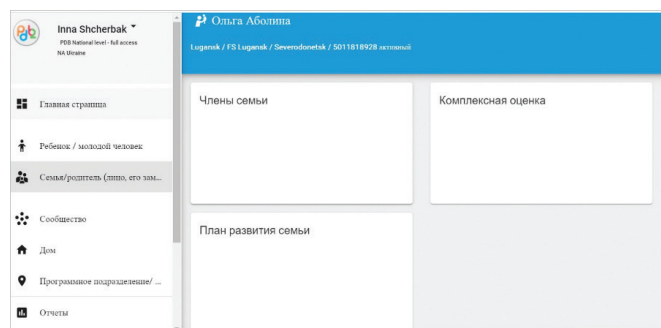 Inna Shcherbak
PDB National level - full access
NA Ukraine
Главная страница
Ребенок / молодой человек
Семья/родитель (лицо, его зам...
Сообщество
Дом
Программное подразделение/ ...
Отчеты
Ольга Аболина
Lugansk / FS Lugansk / Severodonetsk / 5011818928 активный
Члены семьи
Комплексная оценка
План развития семьи